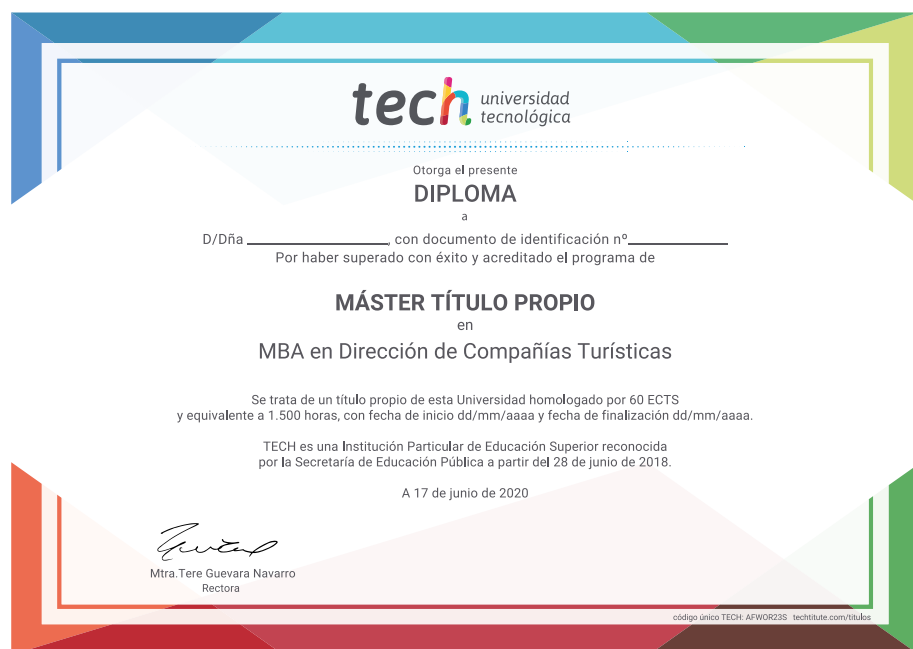 tech universidad
tecnológica
Otorga el presente
DIPLOMA
a
D/Dña ________________, con documento de identificación nº____________
Por haber superado con éxito y acreditado el programa de
MÁSTER TÍTULO PROPIO
en
MBA en Dirección de Compañías Turísticas
Se trata de un título propio de esta Universidad homologado por 60 ECTS
y equivalente a 1.500 horas, con fecha de inicio dd/mm/aaaa y fecha de finalización dd/mm/aaaa.
TECH es una Institución Particular de Educación Superior reconocida
por la Secretaría de Educación Pública a partir del 28 de junio de 2018.
A 17 de junio de 2020
Mtra.Tere Guevara Navarro
Rectora
código único TECH: AFWOR23S techtitute.com/titulos